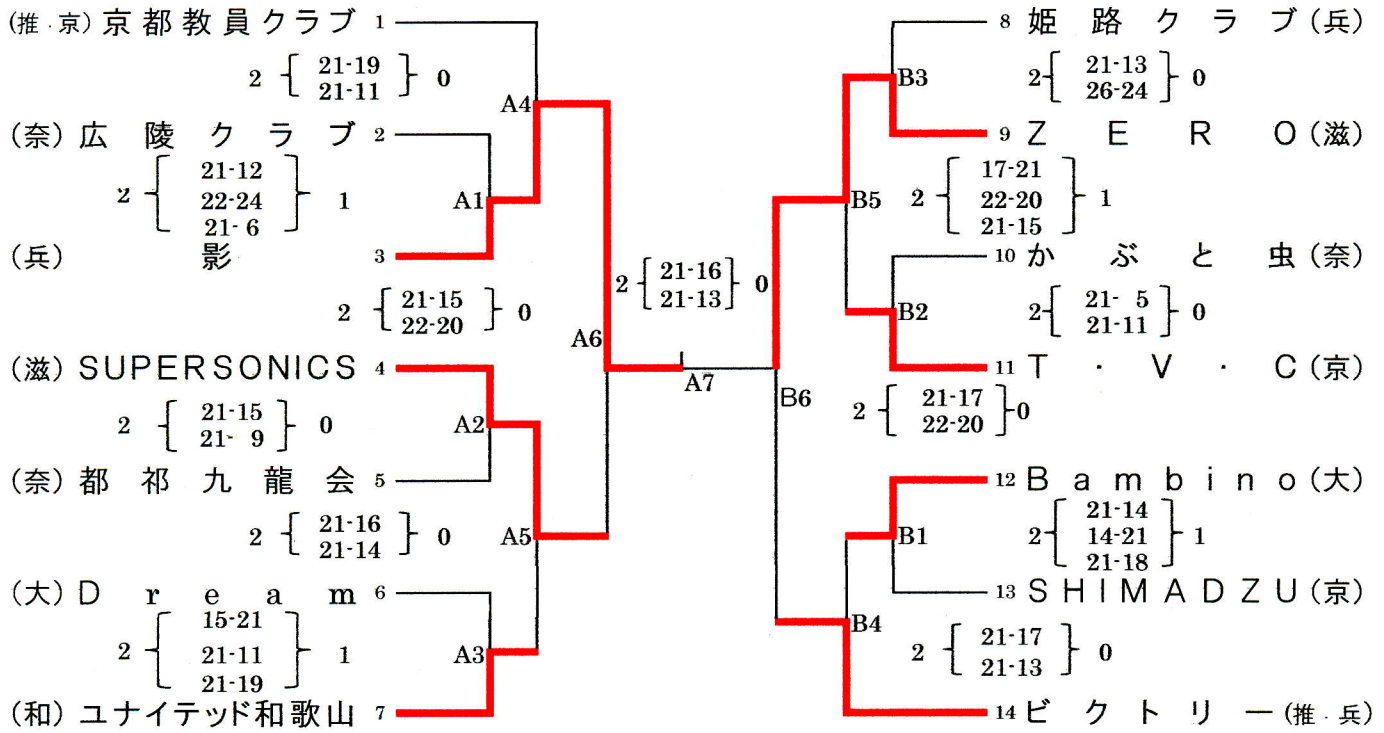 (推・京) 京都教員クラブ 1
2 { 21-19 } 0
21-11
A4
(奈) 広陵クラブ 2
21-12
2 { 22-24 } 1
21- 6
A1
(兵) 影 3
2 { 21-15 } 0
22-20
A6
(滋) SUPERSONICS 4
2 { 21-15 } 0
21- 9
A2
(奈) 都祁九龍会 5
2 { 21-16 } 0
21-14
A5
(大) Dream 6
15-21
2 { 21-11 } 1
21-19
A3
(和) ユナイテッド和歌山 7
2 { 21-16 } 0
21-13
A7
8 姫路クラブ (兵)
2 { 21-13 } 0
26-24
B3
9 ZERO (滋)
17-21
2 { 22-20 } 1
21-15
B5
10 かぶと虫 (奈)
2 { 21- 5 } 0
21-11
B2
11 T・V・C (京)
2 { 21-17 } 0
22-20
B6
12 Bambino (大)
21-14
2 { 14-21 } 1
21-18
B1
13 SHIMADZU (京)
2 { 21-17 } 0
21-13
B4
14 ビクトリー (推・兵)